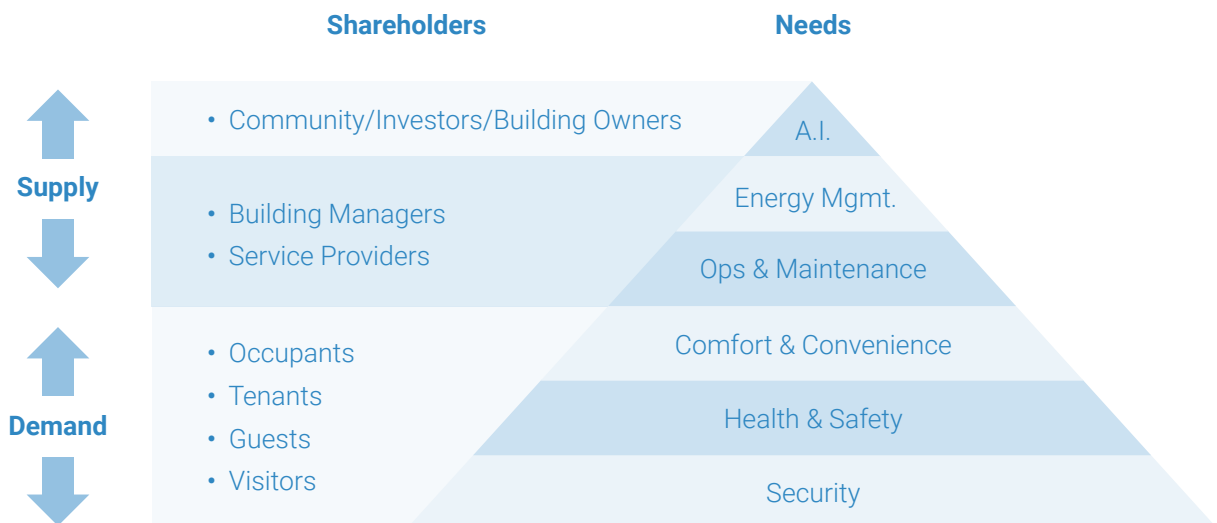 Shareholders
Needs
• Community/Investors/Building Owners
A.I.
Supply
• Building Managers
• Service Providers
Energy Mgmt.
Ops & Maintenance
Demand
• Occupants
• Tenants
• Guests
• Visitors
Comfort & Convenience
Health & Safety
Security